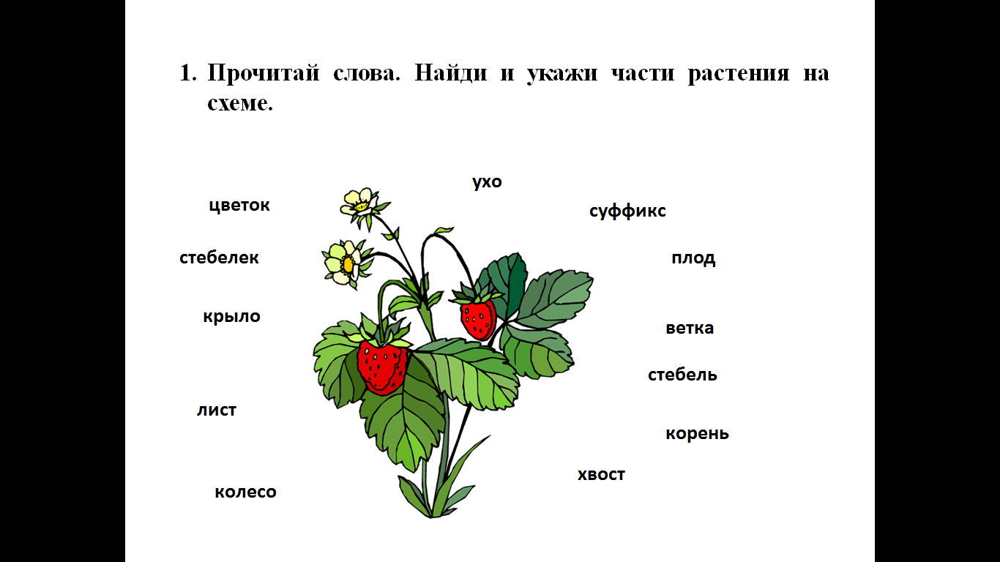 1. Прочитай слова. Найди и укажи части растения на
схеме.
ухо
цветок
суффикс
стебелек
плод
крыло
ветка
стебель
лист
корень
хвост
колесо